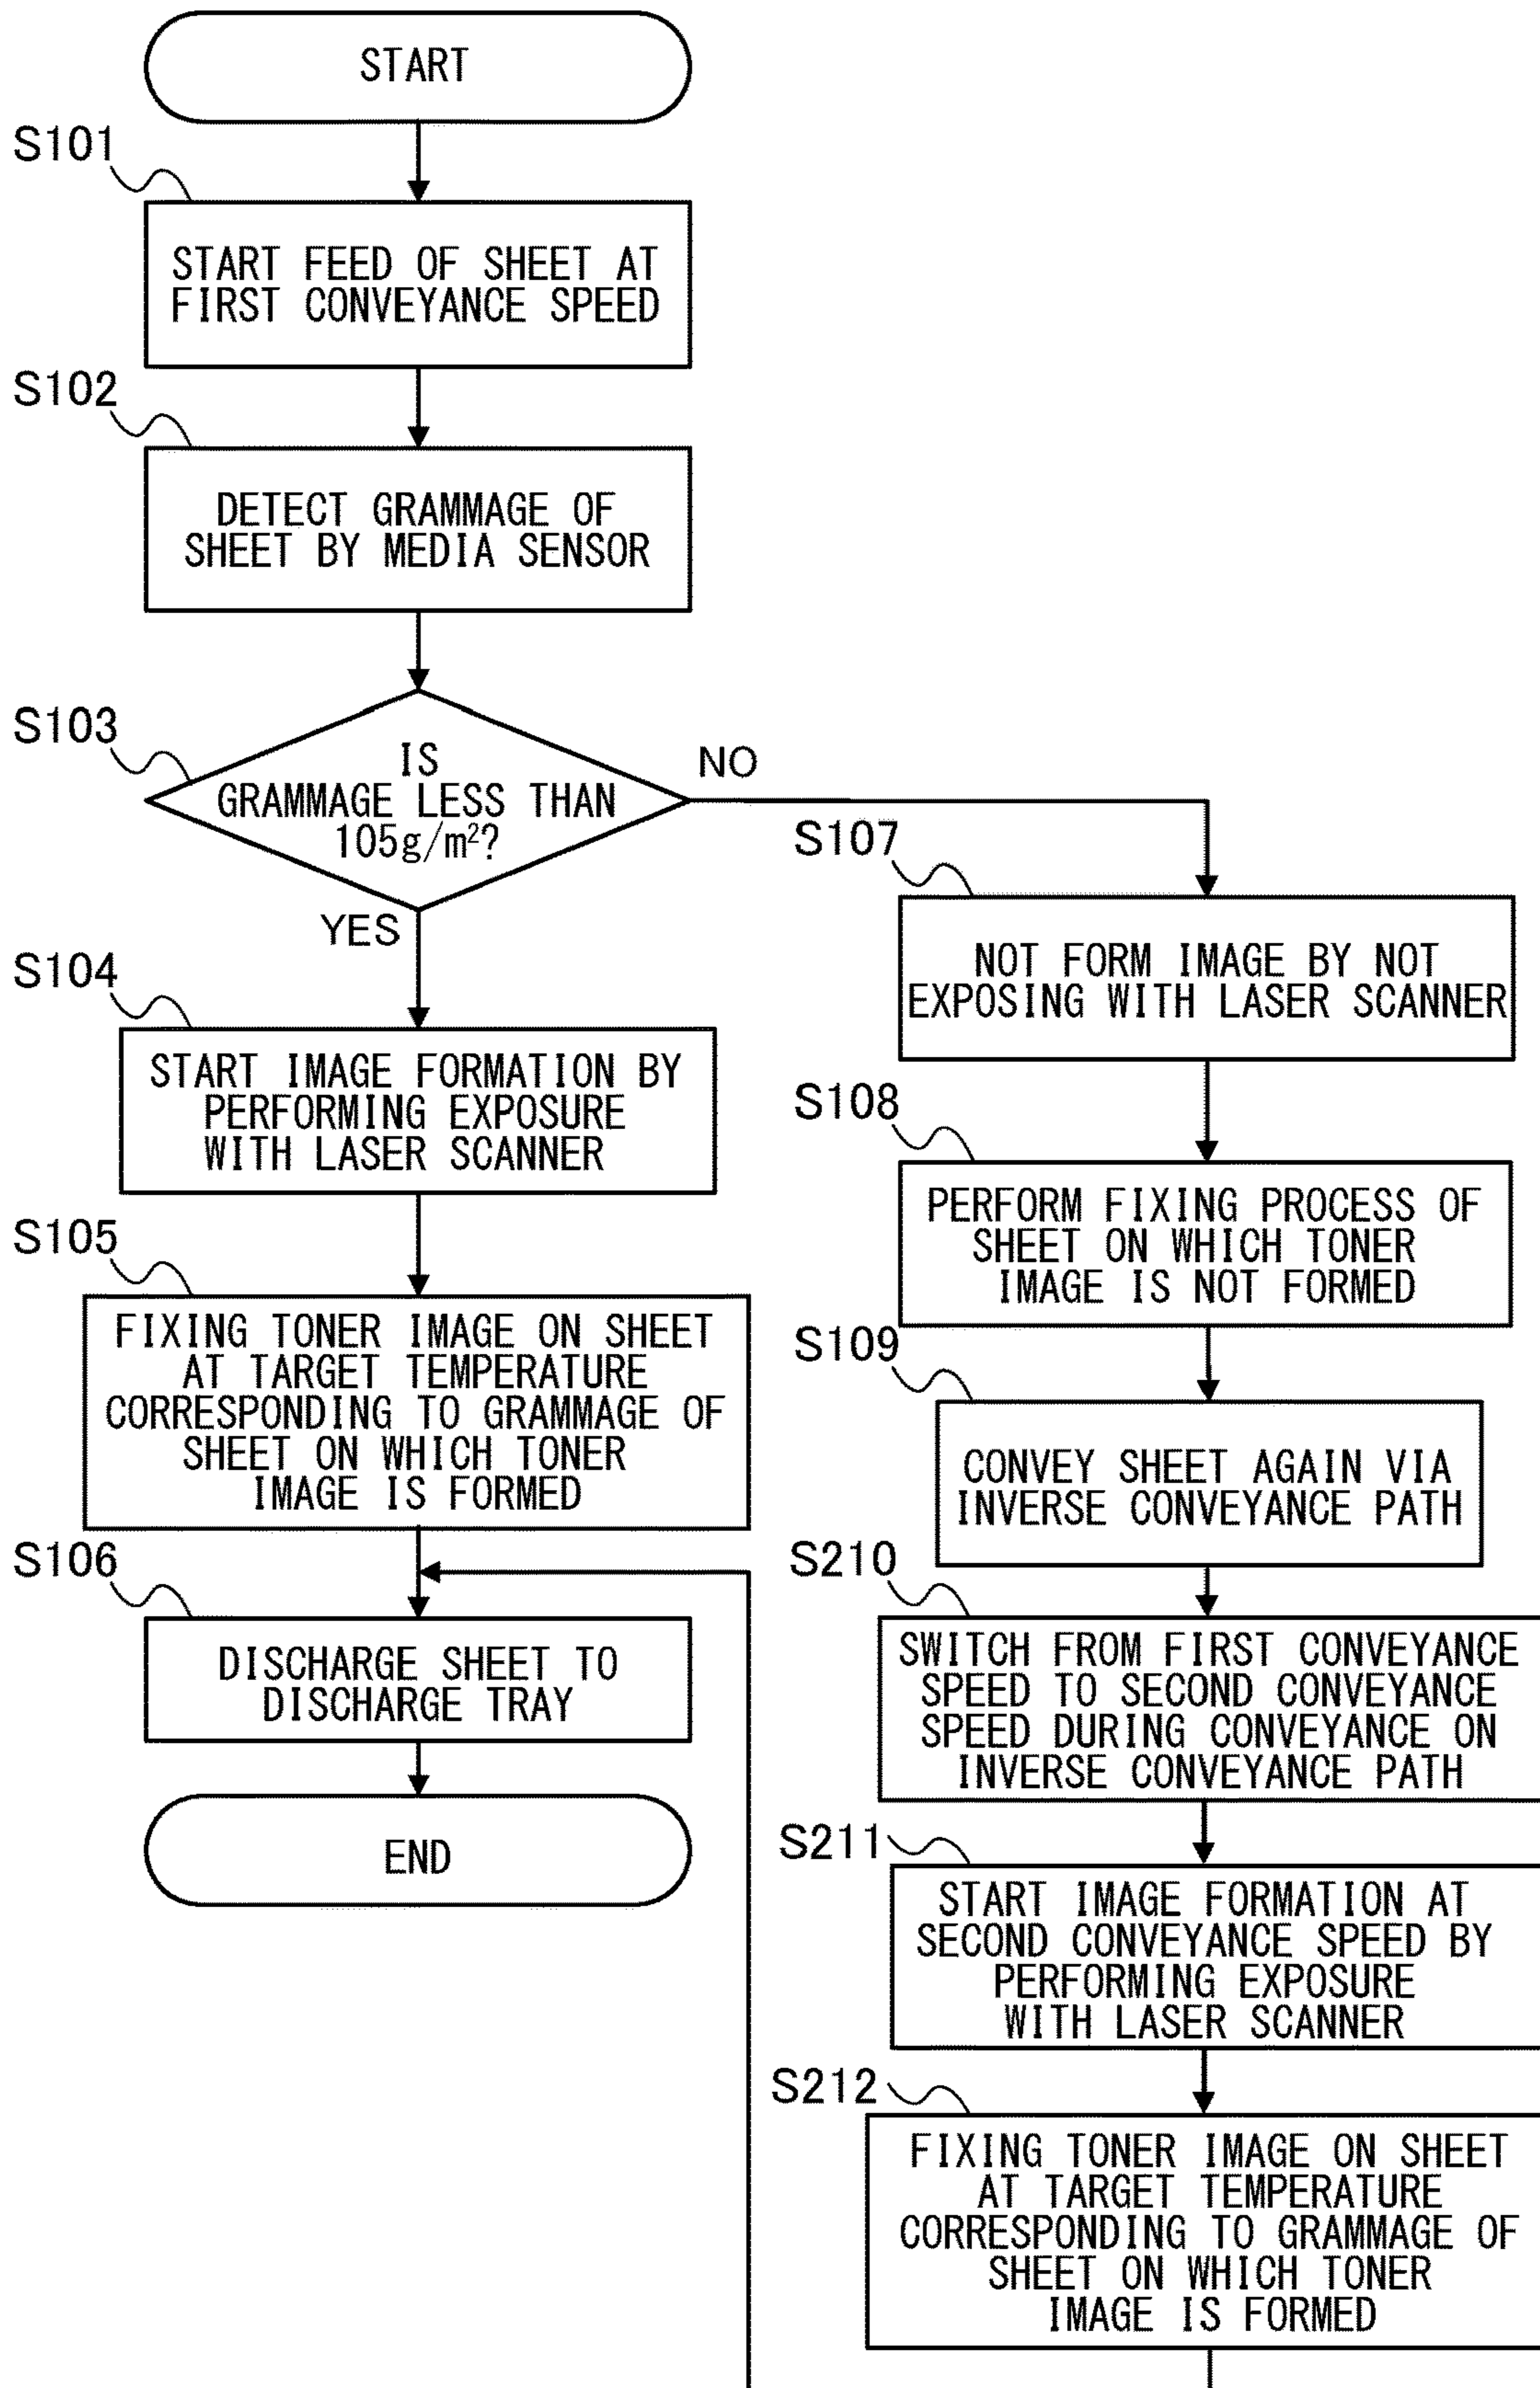 START
S101
START FEED OF SHEET AT
FIRST CONVEYANCE SPEED
S102
DETECT GRAMMAGE OF
SHEET BY MEDIA SENSOR
S103
IS
GRAMMAGE LESS THAN
105g/m²?
NO
YES
S104
START IMAGE FORMATION BY
PERFORMING EXPOSURE
WITH LASER SCANNER
S105
FIXING TONER IMAGE ON SHEET
AT TARGET TEMPERATURE
CORRESPONDING TO GRAMMAGE OF
SHEET ON WHICH TONER
IMAGE IS FORMED
S106
DISCHARGE SHEET TO
DISCHARGE TRAY
END
S107
NOT FORM IMAGE BY NOT
EXPOSING WITH LASER SCANNER
S108
PERFORM FIXING PROCESS OF
SHEET ON WHICH TONER
IMAGE IS NOT FORMED
S109
CONVEY SHEET AGAIN VIA
INVERSE CONVEYANCE PATH
S210
SWITCH FROM FIRST CONVEYANCE
SPEED TO SECOND CONVEYANCE
SPEED DURING CONVEYANCE ON
INVERSE CONVEYANCE PATH
S211
START IMAGE FORMATION AT
SECOND CONVEYANCE SPEED BY
PERFORMING EXPOSURE
WITH LASER SCANNER
S212
FIXING TONER IMAGE ON SHEET
AT TARGET TEMPERATURE
CORRESPONDING TO GRAMMAGE OF
SHEET ON WHICH TONER
IMAGE IS FORMED